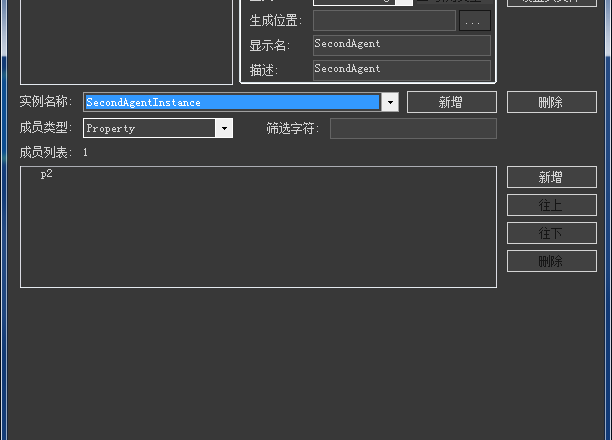 生成位置:
...
显示名: SecondAgent
描述: SecondAgent
实例名称: SecondAgentInstance 新增 删除
成员类型: Property 筛选字符:
成员列表: 1
p2
新增
往上
往下
删除